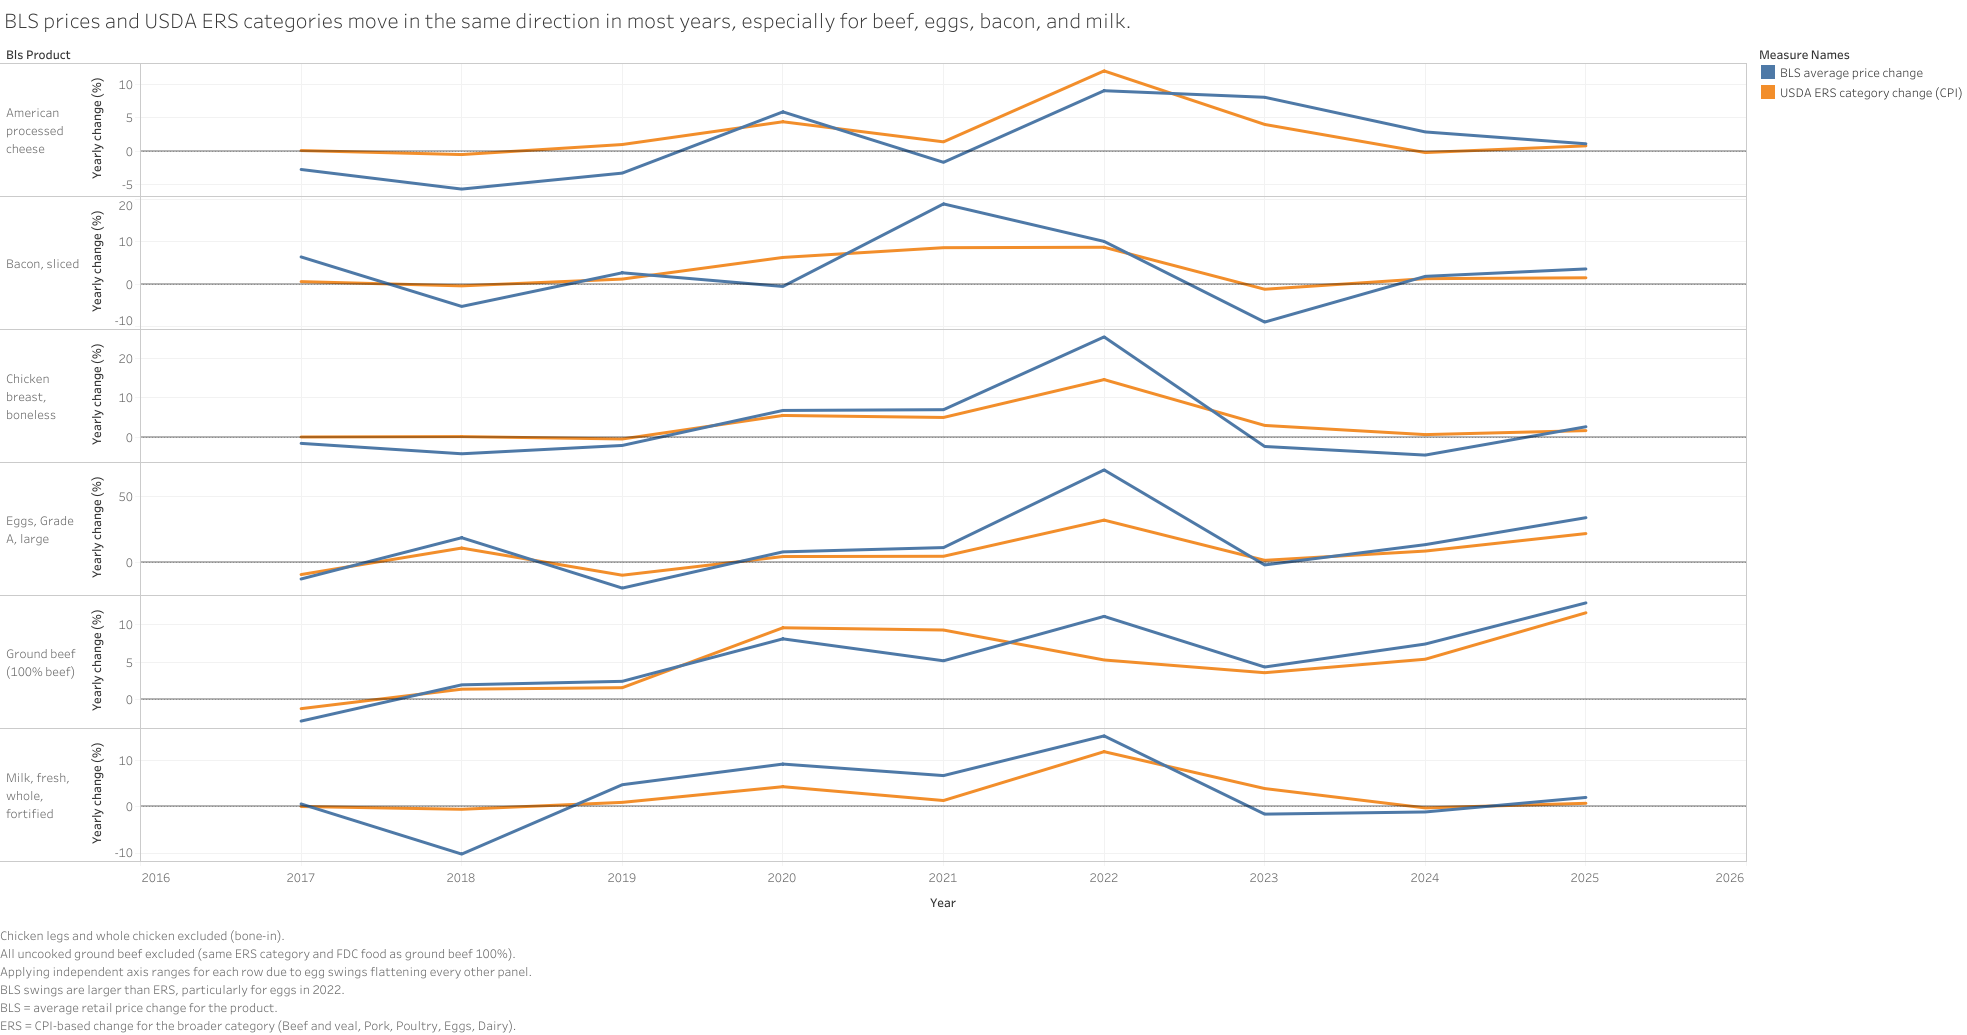 BLS prices and USDA ERS categories move in the same direction in most years, especially for beef, eggs, bacon, and milk.
Bls Product
Measure Names
BLS average price change
USDA ERS category change (CPI)
American
processed
cheese
Yearly change (%)
10
5
0
-5
Bacon, sliced
Yearly change (%)
20
10
0
-10
Chicken
breast,
boneless
Yearly change (%)
20
10
0
Eggs, Grade
A, large
Yearly change (%)
50
0
Ground beef
(100% beef)
Yearly change (%)
10
5
0
Milk, fresh,
whole,
fortified
Yearly change (%)
10
0
-10
2016 2017 2018 2019 2020 2021 2022 2023 2024 2025 2026
Year
Chicken legs and whole chicken excluded (bone-in).
All uncooked ground beef excluded (same ERS category and FDC food as ground beef 100%).
Applying independent axis ranges for each row due to egg swings flattening every other panel.
BLS swings are larger than ERS, particularly for eggs in 2022.
BLS = average retail price change for the product.
ERS = CPI-based change for the broader category (Beef and veal, Pork, Poultry, Eggs, Dairy).